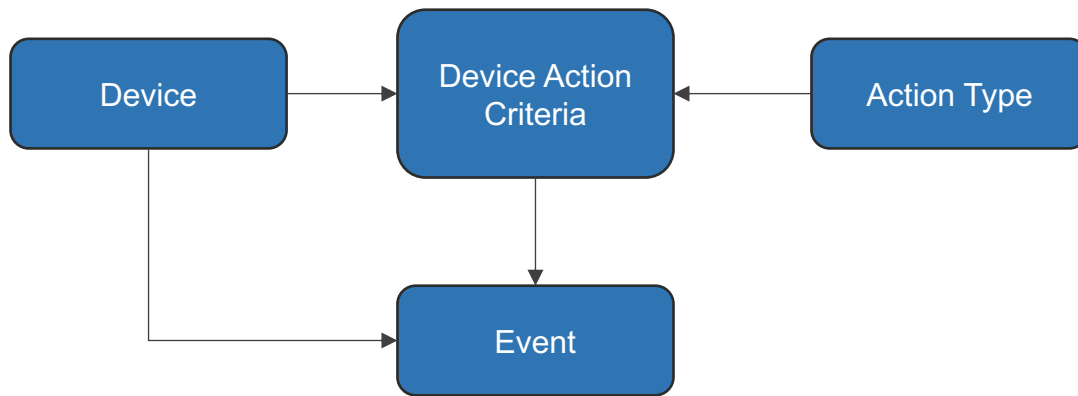 Device
Device Action
Criteria
Action Type
Event